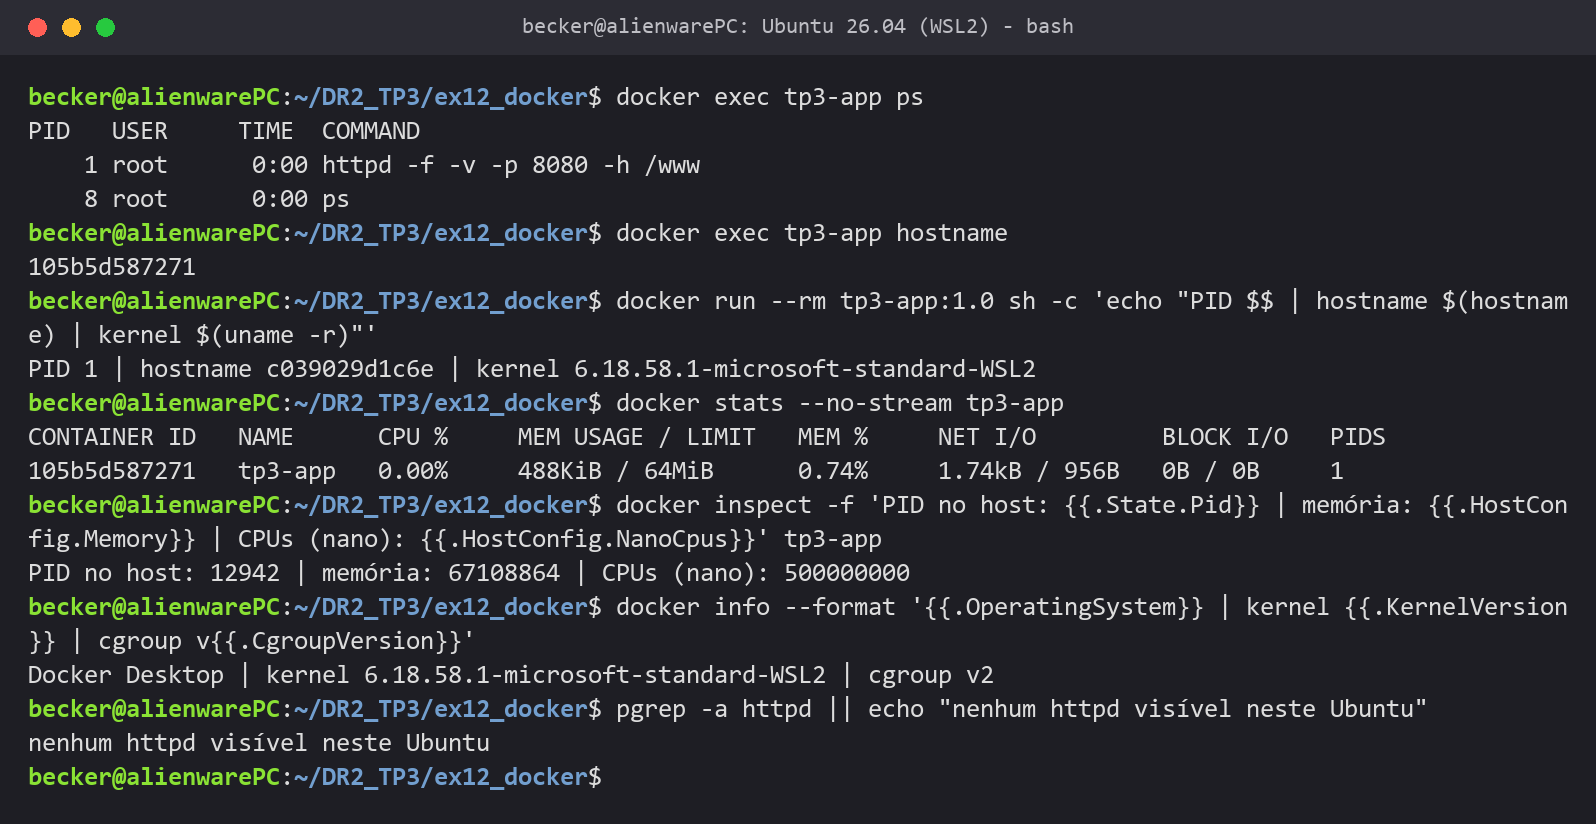 becker@alienwarePC: Ubuntu 26.04 (WSL2) - bash
becker@alienwarePC:~/DR2_TP3/ex12_docker$ docker exec tp3-app ps
PID   USER     TIME  COMMAND
    1 root      0:00 httpd -f -v -p 8080 -h /www
    8 root      0:00 ps
becker@alienwarePC:~/DR2_TP3/ex12_docker$ docker exec tp3-app hostname
105b5d587271
becker@alienwarePC:~/DR2_TP3/ex12_docker$ docker run --rm tp3-app:1.0 sh -c 'echo "PID $$ | hostname $(hostnam
e) | kernel $(uname -r)"'
PID 1 | hostname c039029d1c6e | kernel 6.18.58.1-microsoft-standard-WSL2
becker@alienwarePC:~/DR2_TP3/ex12_docker$ docker stats --no-stream tp3-app
CONTAINER ID   NAME      CPU %     MEM USAGE / LIMIT   MEM %     NET I/O         BLOCK I/O   PIDS
105b5d587271   tp3-app   0.00%     488KiB / 64MiB      0.74%     1.74kB / 956B   0B / 0B     1
becker@alienwarePC:~/DR2_TP3/ex12_docker$ docker inspect -f 'PID no host: {{.State.Pid}} | memória: {{.HostCon
fig.Memory}} | CPUs (nano): {{.HostConfig.NanoCpus}}' tp3-app
PID no host: 12942 | memória: 67108864 | CPUs (nano): 500000000
becker@alienwarePC:~/DR2_TP3/ex12_docker$ docker info --format '{{.OperatingSystem}} | kernel {{.KernelVersion
}} | cgroup v{{.CgroupVersion}}'
Docker Desktop | kernel 6.18.58.1-microsoft-standard-WSL2 | cgroup v2
becker@alienwarePC:~/DR2_TP3/ex12_docker$ pgrep -a httpd || echo "nenhum httpd visível neste Ubuntu"
nenhum httpd visível neste Ubuntu
becker@alienwarePC:~/DR2_TP3/ex12_docker$